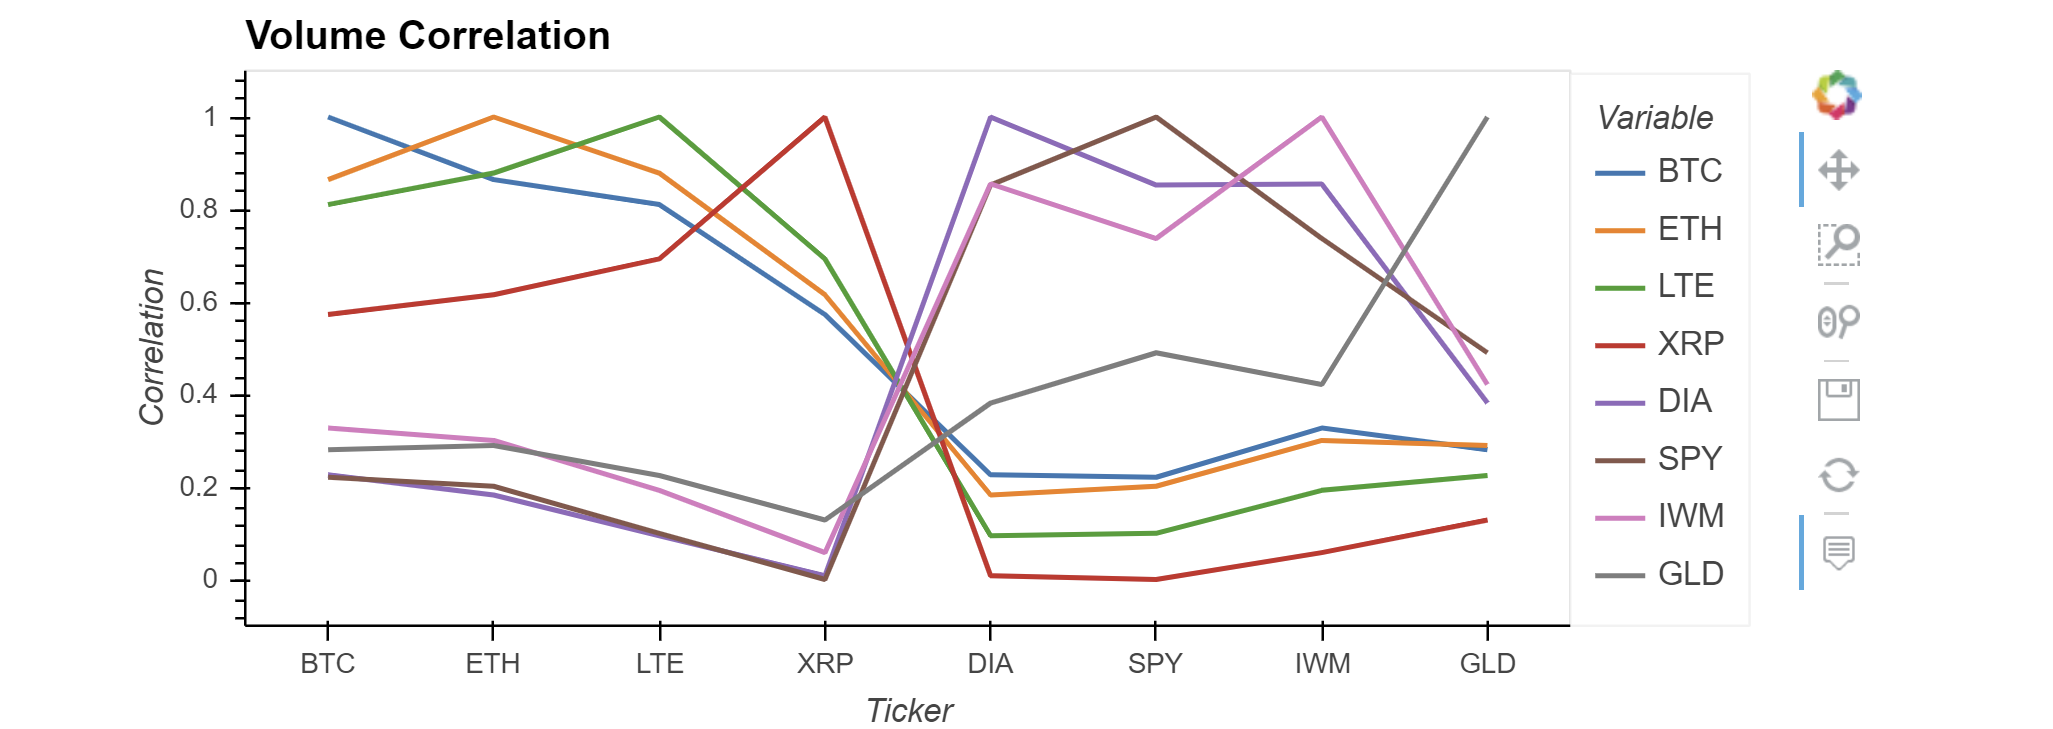 Volume Correlation
1
0.8
0.6
0.4
0.2
0
Correlation
BTC ETH LTE XRP DIA SPY IWM GLD
Ticker
Variable
BTC
ETH
LTE
XRP
DIA
SPY
IWM
GLD